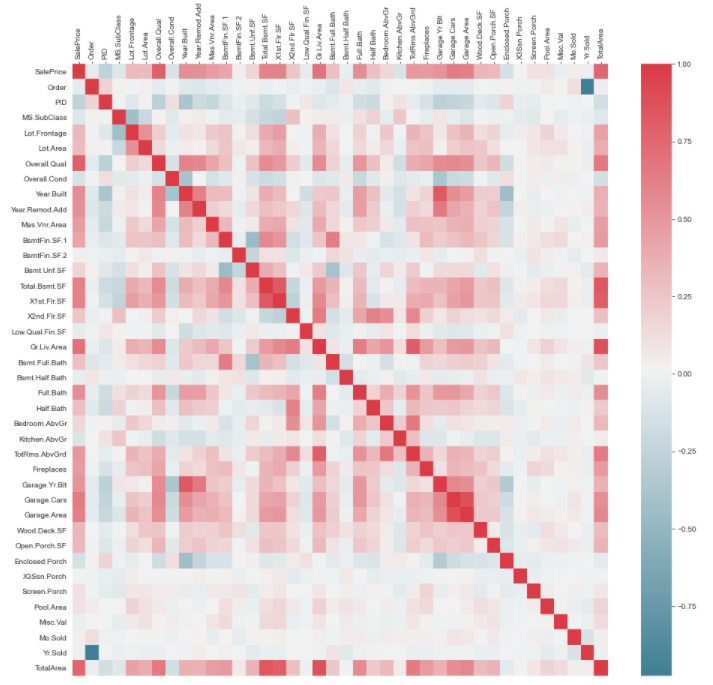 SalePrice
Order
PID
MS.SubClass
Lot.Frontage
Lot.Area
Overall.Qual
Overall.Cond
Year.Built
Year.Remod.Add
Mas.Vnr.Area
BsmtFin.SF.1
BsmtFin.SF.2
Bsmt.Unf.SF
Total.Bsmt.SF
X1st.Flr.SF
X2nd.Flr.SF
Low.Qual.Fin.SF
Gr.Liv.Area
Bsmt.Full.Bath
Bsmt.Half.Bath
Full.Bath
Half.Bath
Bedroom.AbvGr
Kitchen.AbvGr
TotRms.AbvGrd
Fireplaces
Garage.Yr.Blt
Garage.Cars
Garage.Area
Wood.Deck.SF
Open.Porch.SF
Enclosed.Porch
X3Ssn.Porch
Screen.Porch
Pool.Area
Misc.Val
Mo.Sold
Yr.Sold
TotalArea
SalePrice
Order
PID
MS.SubClass
Lot.Frontage
Lot.Area
Overall.Qual
Overall.Cond
Year.Built
Year.Remod.Add
Mas.Vnr.Area
BsmtFin.SF.1
BsmtFin.SF.2
Bsmt.Unf.SF
Total.Bsmt.SF
X1st.Flr.SF
X2nd.Flr.SF
Low.Qual.Fin.SF
Gr.Liv.Area
Bsmt.Full.Bath
Bsmt.Half.Bath
Full.Bath
Half.Bath
Bedroom.AbvGr
Kitchen.AbvGr
TotRms.AbvGrd
Fireplaces
Garage.Yr.Blt
Garage.Cars
Garage.Area
Wood.Deck.SF
Open.Porch.SF
Enclosed.Porch
X3Ssn.Porch
Screen.Porch
Pool.Area
Misc.Val
Mo.Sold
Yr.Sold
TotalArea
1.00
0.75
0.50
0.25
0.00
−0.25
−0.50
−0.75